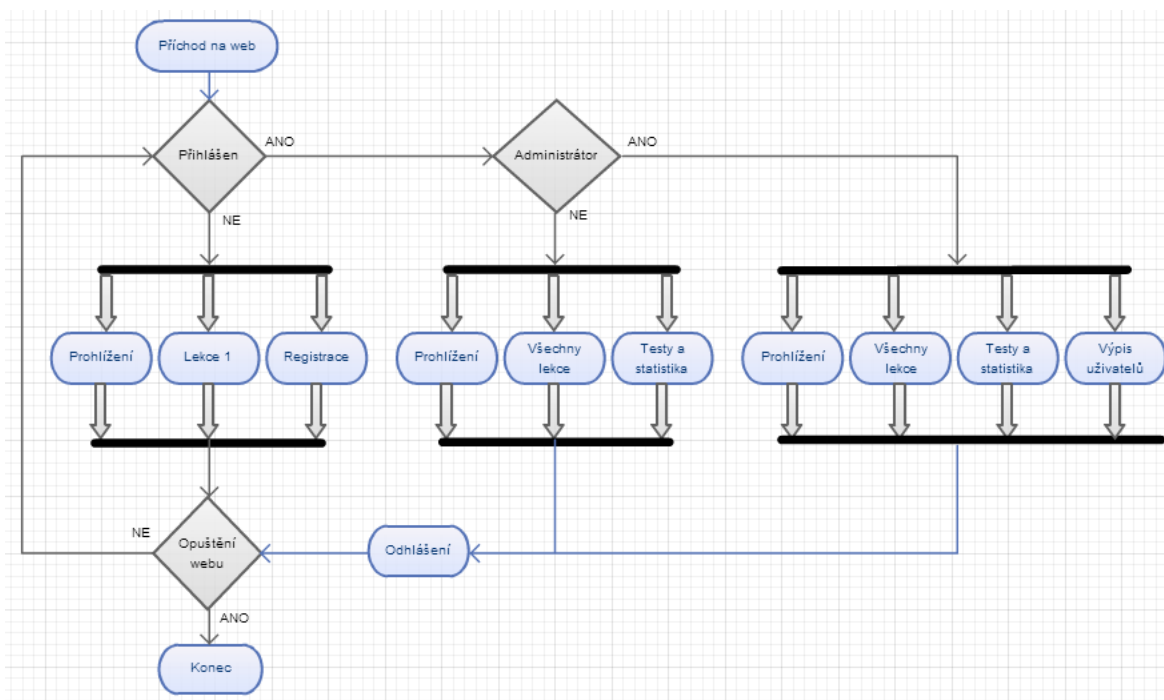 Příchod na web
Přihlášen
ANO
Administrátor
ANO
NE
NE
Prohlížení
Lekce 1
Registrace
Prohlížení
Všechny
lekce
Testy a
statistika
Prohlížení
Všechny
lekce
Testy a
statistika
Výpis
uživatelů
NE
Opuštění
webu
Odhlášení
ANO
Konec